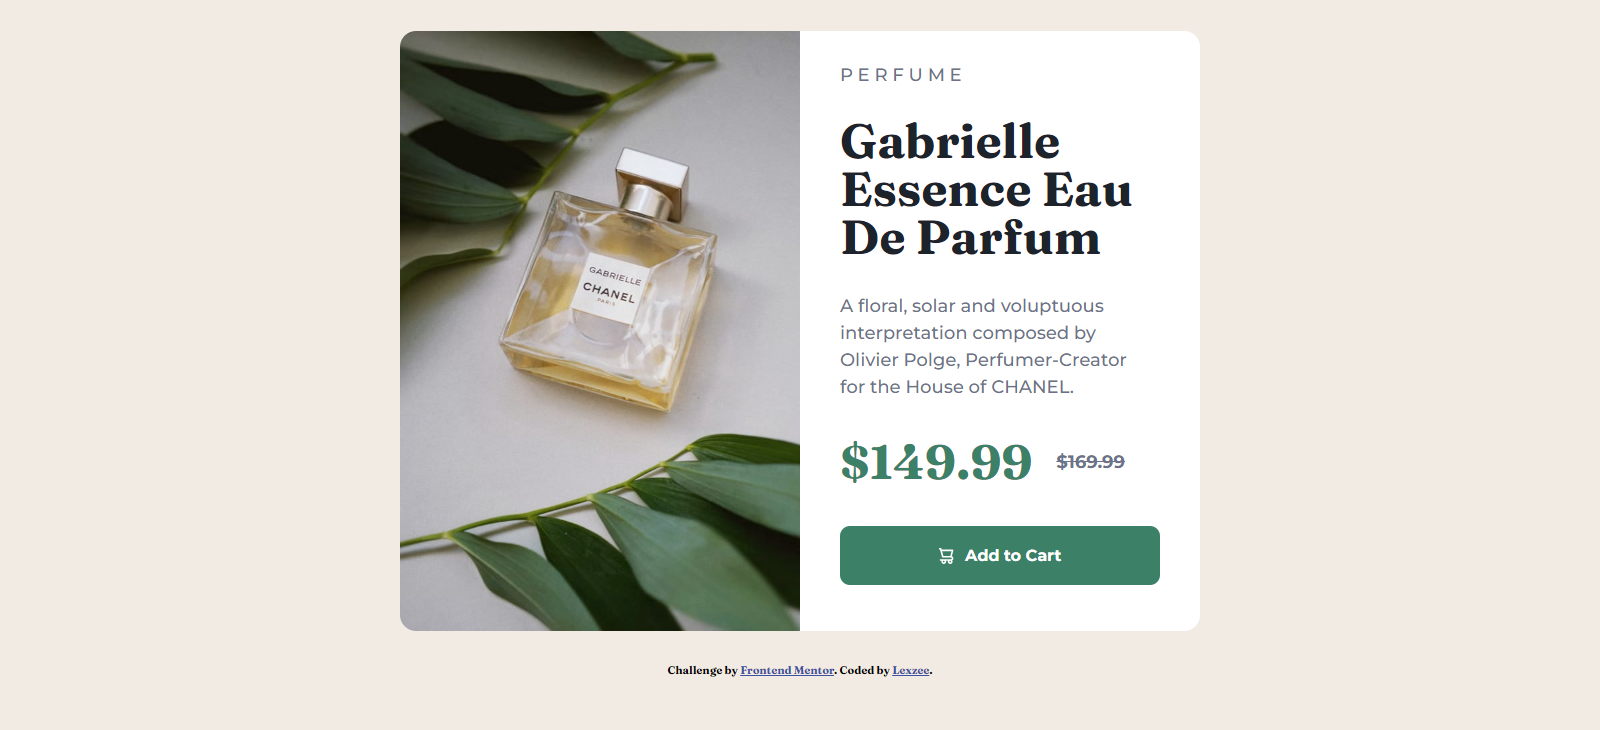 GABRIELLE
CHANEL
PARIS
PERFUME
Gabrielle
Essence Eau
De Parfum
A floral, solar and voluptuous
interpretation composed by
Olivier Polge, Perfumer-Creator
for the House of CHANEL.
$149.99 $169.99
Add to Cart
Challenge by Frontend Mentor. Coded by Lexzee.